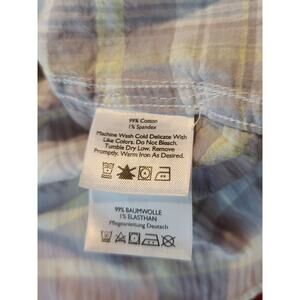 99% Cotton
1% Spandex
Machine Wash Cold Delicate With
Like Colors. Do Not Bleach.
Tumble Dry Low. Remove
Promptly. Warm Iron As Desired.
99% BAUMWOLLE
1% ELASTHAN
Pflegeanleitung Deutsch